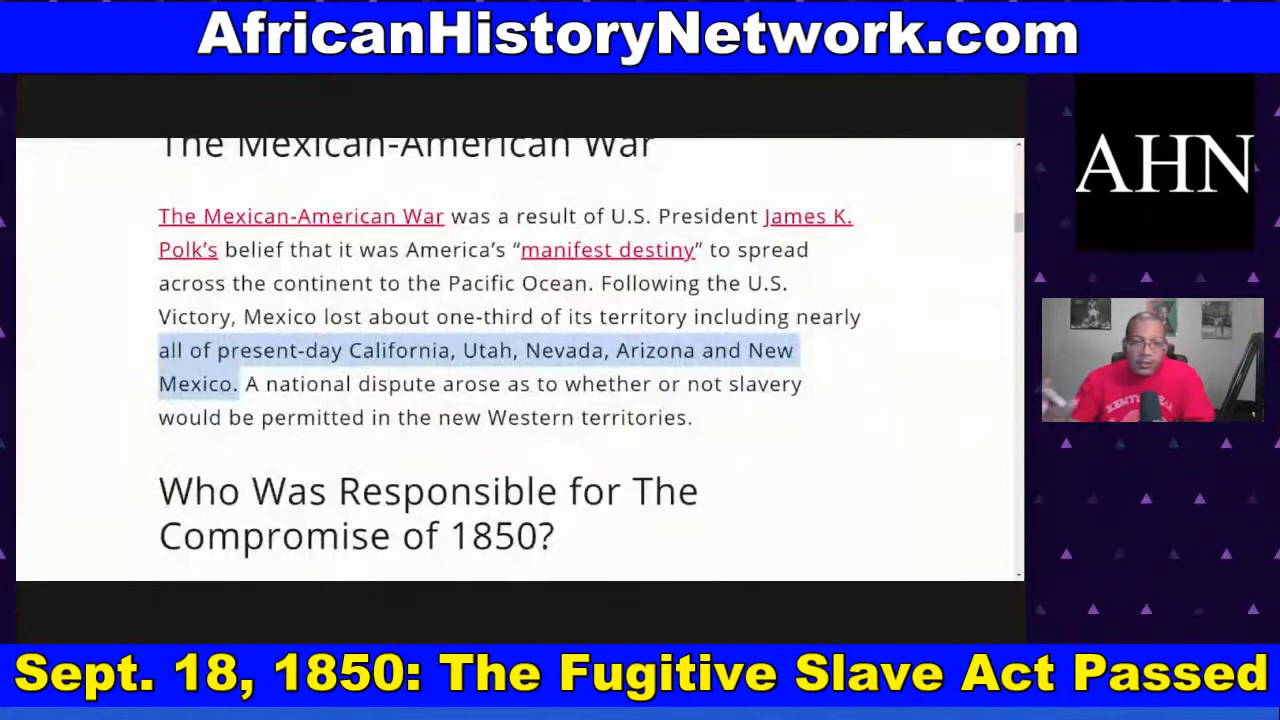 AfricanHistoryNetwork.com
AHN
The Mexican-American War
The Mexican-American War was a result of U.S. President James K.
Polk's belief that it was America's “manifest destiny” to spread
across the continent to the Pacific Ocean. Following the U.S.
Victory, Mexico lost about one-third of its territory including nearly
all of present-day California, Utah, Nevada, Arizona and New
Mexico. A national dispute arose as to whether or not slavery
would be permitted in the new Western territories.
Who Was Responsible for The
Compromise of 1850?
Sept. 18, 1850: The Fugitive Slave Act Passed